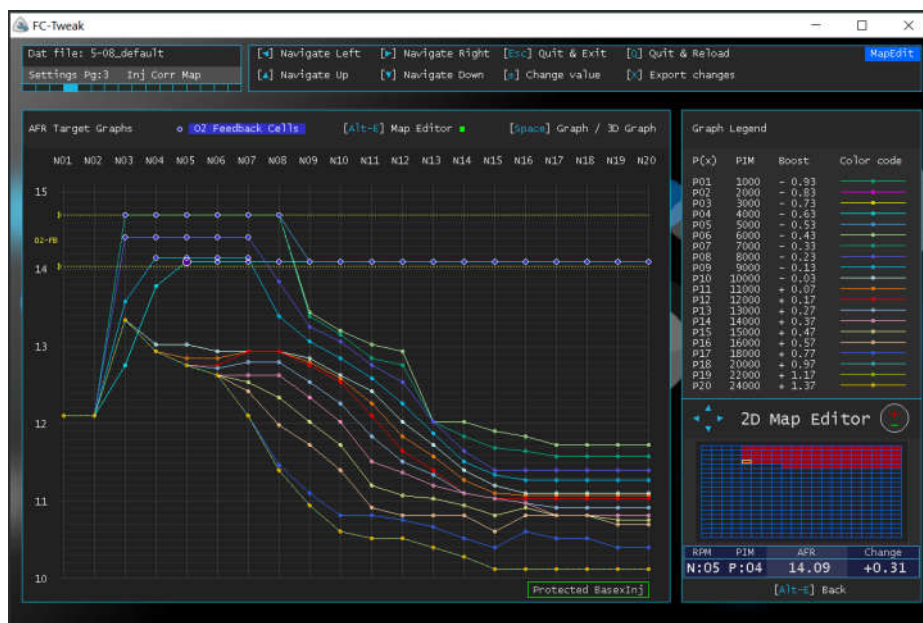 FC-Tweak
Dat file: 5-08_default
Settings Pg:3 Inj Corr Map
[◄] Navigate Left [►] Navigate Right [Esc] Quit & Exit [Q] Quit & Reload
MapEdit
[▲] Navigate Up [▼] Navigate Down [±] Change value [X] Export changes
AFR Target Graphs O2 Feedback Cells [Alt-E] Map Editor [Space] Graph / 3D Graph
N01 N02 N03 N04 N05 N06 N07 N08 N09 N10 N11 N12 N13 N14 N15 N16 N17 N18 N19 N20
15
O2-FB
14
13
12
11
10
Protected BasexInj
Graph Legend
P(x) PIM Boost Color code
P01 1000 - 0.93
P02 2000 - 0.83
P03 3000 - 0.73
P04 4000 - 0.63
P05 5000 - 0.53
P06 6000 - 0.43
P07 7000 - 0.33
P08 8000 - 0.23
P09 9000 - 0.13
P10 10000 - 0.03
P11 11000 + 0.07
P12 12000 + 0.17
P13 13000 + 0.27
P14 14000 + 0.37
P15 15000 + 0.47
P16 16000 + 0.57
P17 18000 + 0.77
P18 20000 + 0.97
P19 22000 + 1.17
P20 24000 + 1.37
2D Map Editor
RPM PIM AFR Change
N:05 P:04 14.09 +0.31
[Alt-E] Back